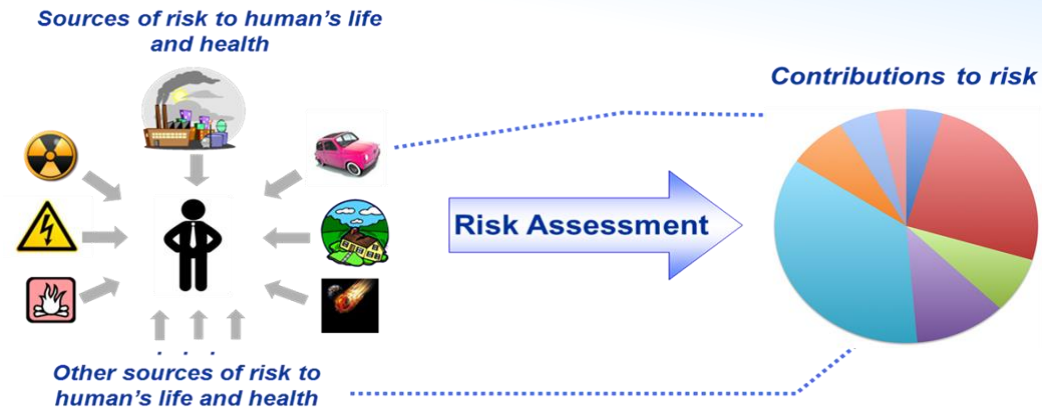 Sources of risk to human's life
and health
Contributions to risk
Risk Assessment
. . .
Other sources of risk to
human's life and health